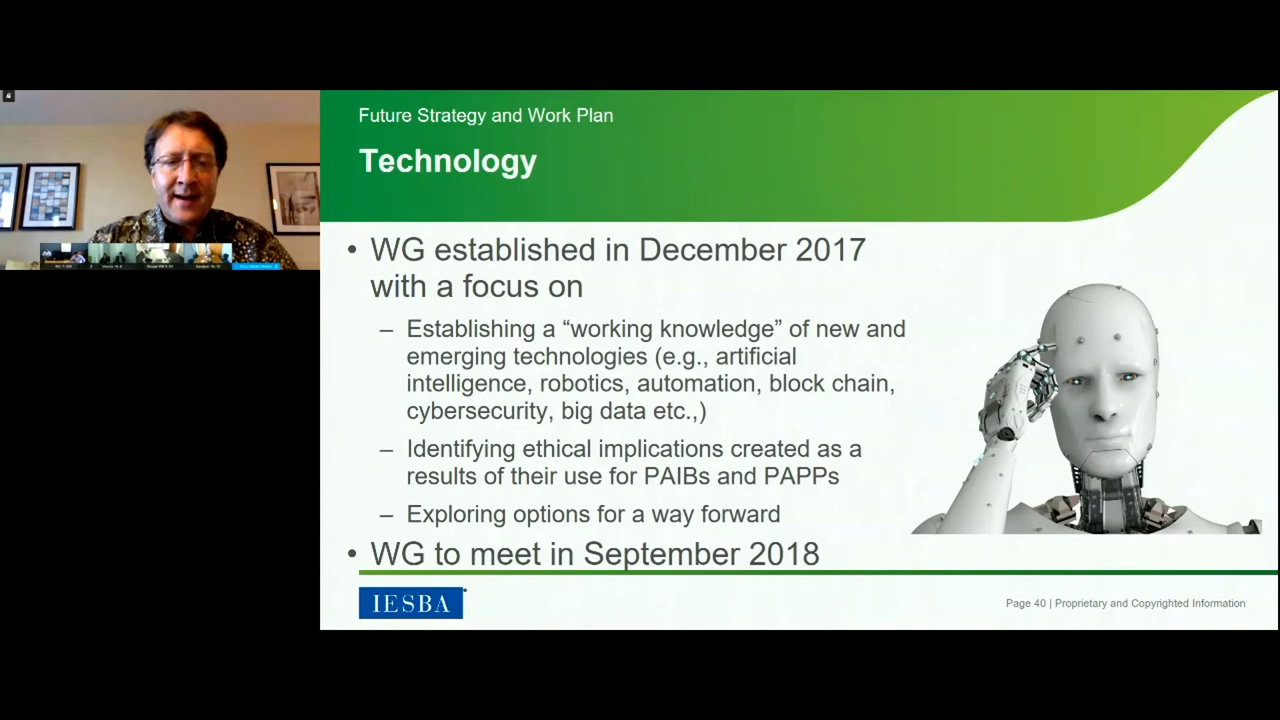 Future Strategy and Work Plan
Technology
• WG established in December 2017
with a focus on
– Establishing a “working knowledge” of new and
emerging technologies (e.g., artificial
intelligence, robotics, automation, block chain,
cybersecurity, big data etc.,)
– Identifying ethical implications created as a
results of their use for PAIBs and PAPPs
– Exploring options for a way forward
• WG to meet in September 2018
IESBA
Page 40 | Proprietary and Copyrighted Information